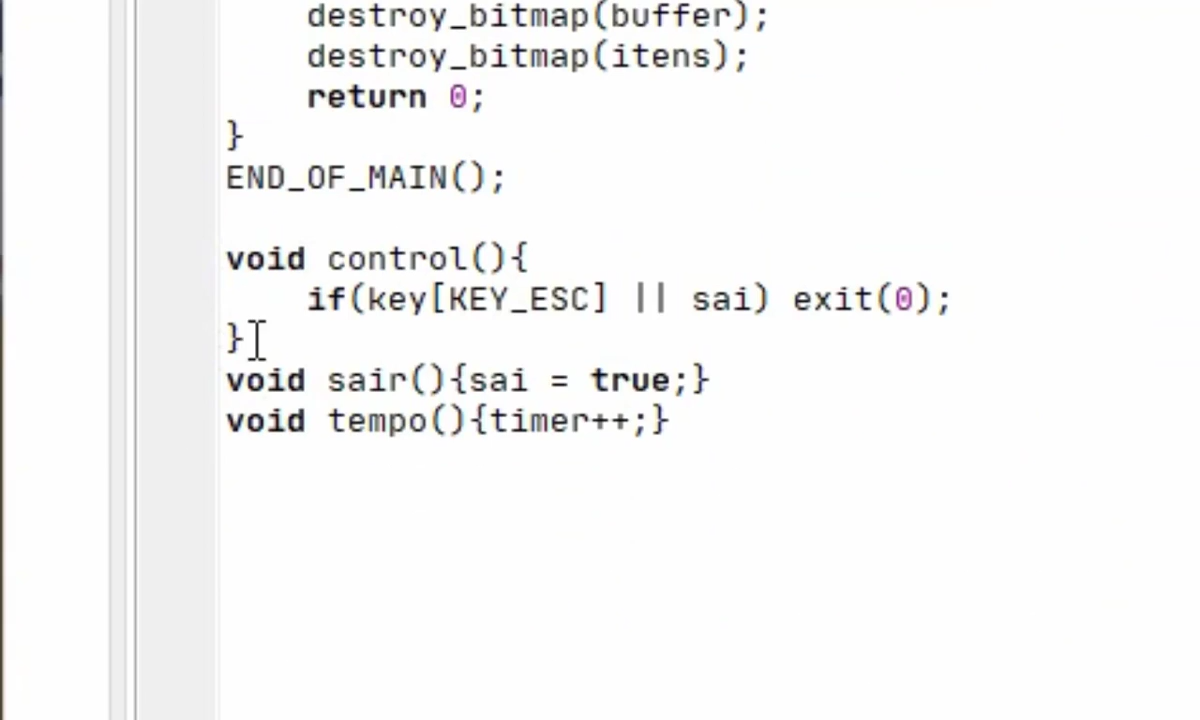 destroy_bitmap(buffer);
destroy_bitmap(itens);
return 0;
}
END_OF_MAIN();
void control(){
if(key[KEY_ESC] || sai) exit(0);
}
void sair(){sai = true;}
void tempo(){timer++;}